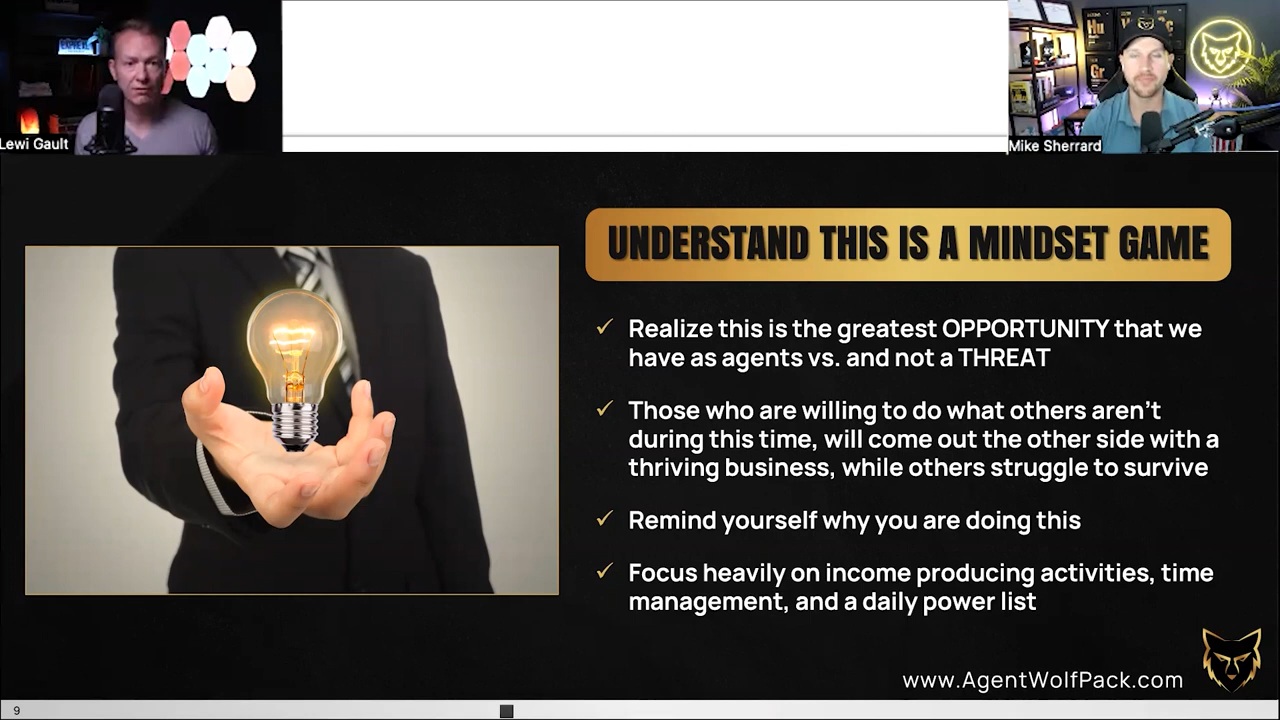 Lewi Gault
Mike Sherrard
Hu
Gr
UNDERSTAND THIS IS A MINDSET GAME
✓ Realize this is the greatest OPPORTUNITY that we
have as agents vs. and not a THREAT
✓ Those who are willing to do what others aren't
during this time, will come out the other side with a
thriving business, while others struggle to survive
✓ Remind yourself why you are doing this
✓ Focus heavily on income producing activities, time
management, and a daily power list
www.AgentWolfPack.com
9